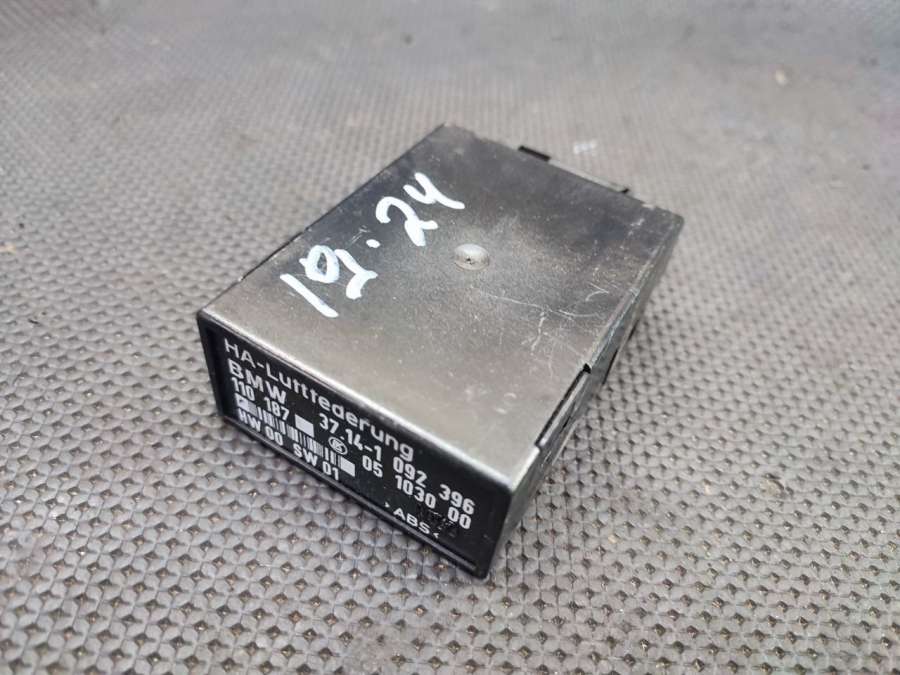 19.24
HA-Luftfederung
BMW 37.14-1 092 396
110 187 05 1030 00
HW 00 SW 01
>ABS<